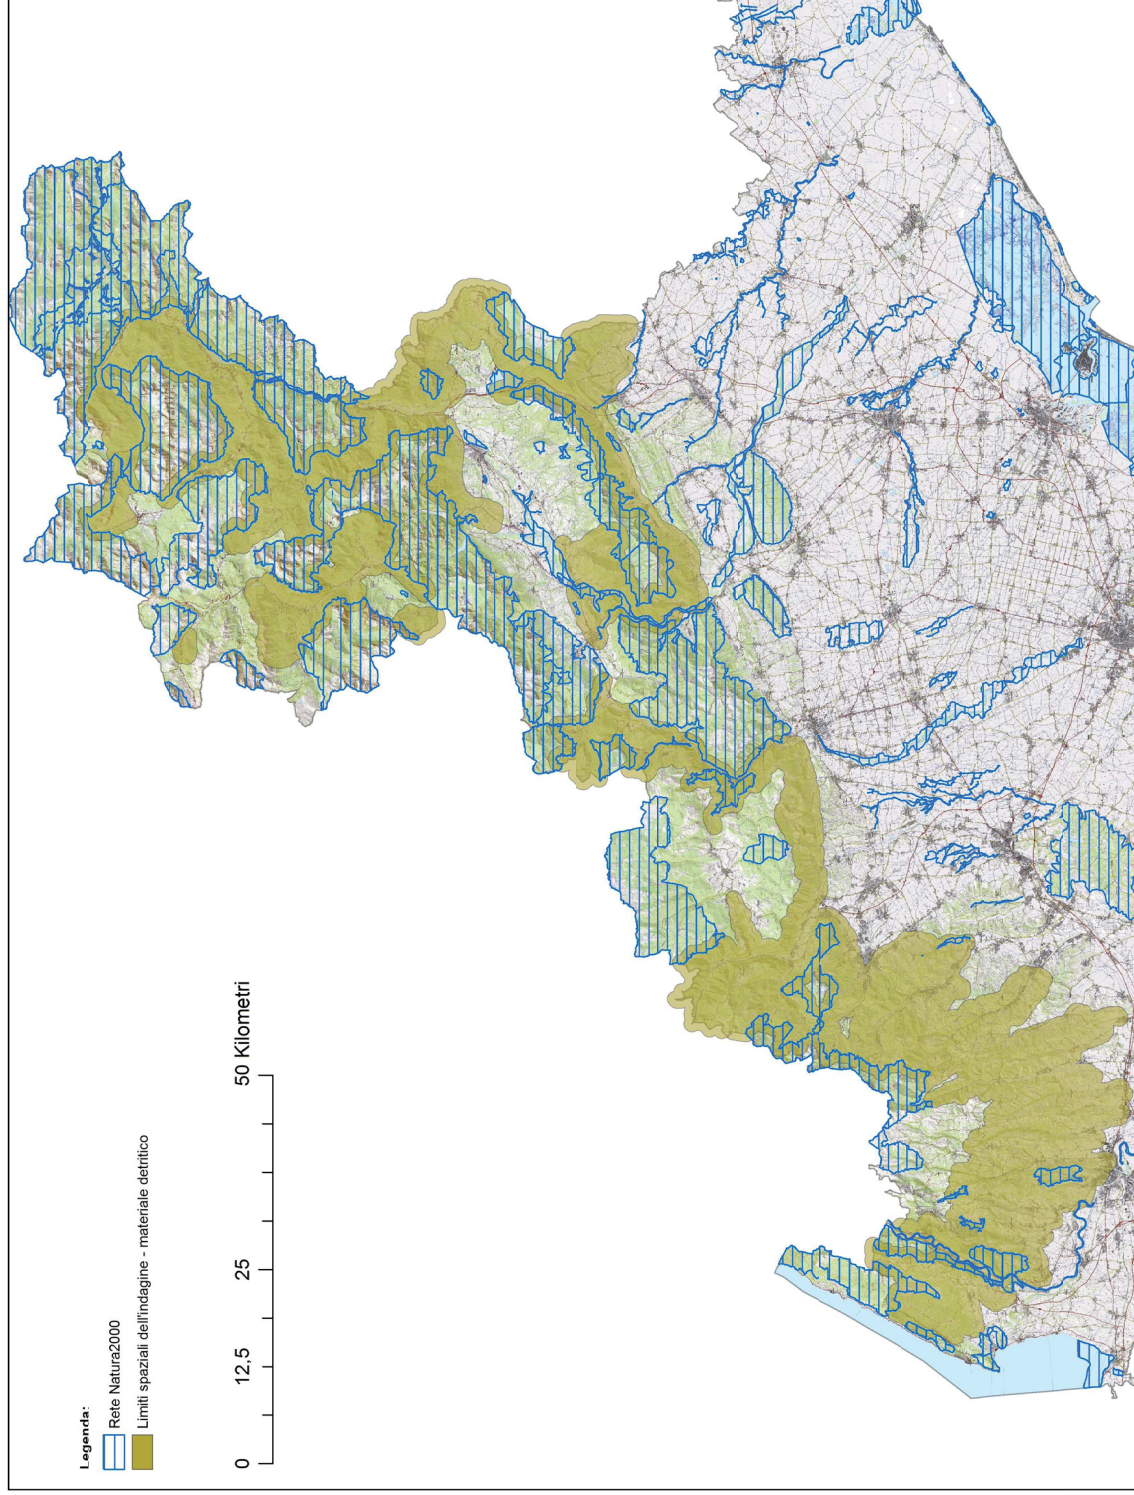 Legenda:
Rete Natura2000
Limiti spaziali dell'indagine - materiale detritico
0 12,5 25 50 Kilometri